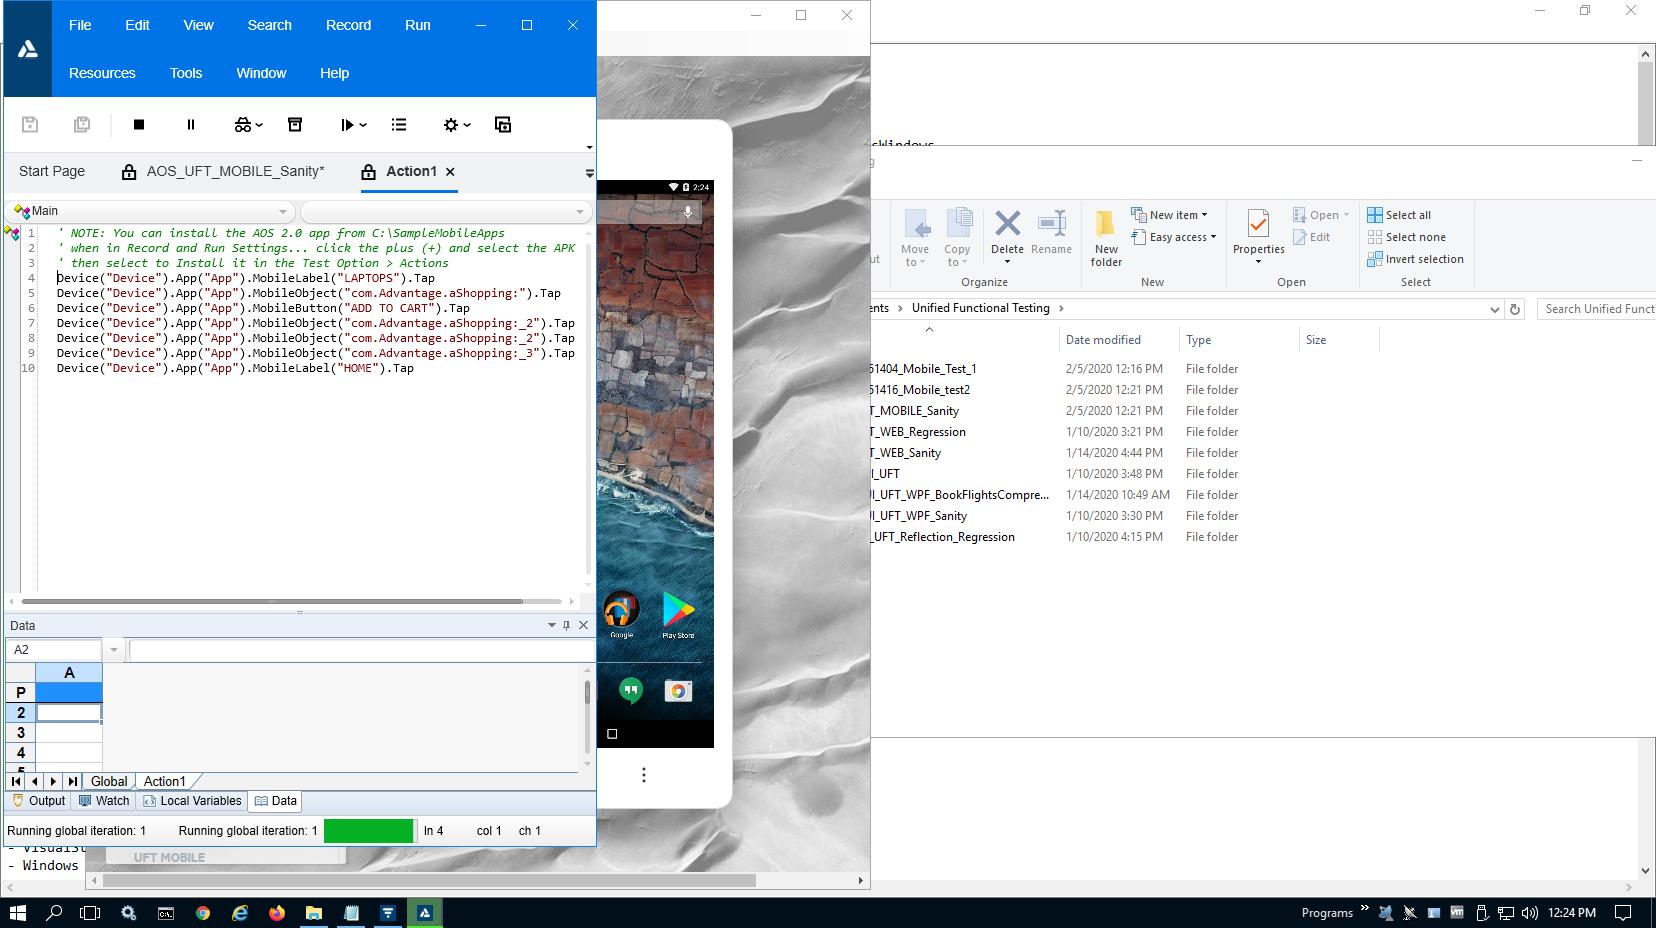 File Edit View Search Record Run
Resources Tools Window Help
Start Page AOS_UFT_MOBILE_Sanity* Action1
Main
1 ' NOTE: You can install the AOS 2.0 app from C:\SampleMobileApps
2 ' when in Record and Run Settings... click the plus (+) and select the APK
3 ' then select to Install it in the Test Option > Actions
4 Device("Device").App("App").MobileLabel("LAPTOPS").Tap
5 Device("Device").App("App").MobileObject("com.Advantage.aShopping:").Tap
6 Device("Device").App("App").MobileButton("ADD TO CART").Tap
7 Device("Device").App("App").MobileObject("com.Advantage.aShopping:_2").Tap
8 Device("Device").App("App").MobileObject("com.Advantage.aShopping:_2").Tap
9 Device("Device").App("App").MobileObject("com.Advantage.aShopping:_3").Tap
10 Device("Device").App("App").MobileLabel("HOME").Tap
Data
A2
A
P
2
3
4
5
Global Action1
Output Watch Local Variables Data
Running global iteration: 1 Running global iteration: 1 ln 4 col 1 ch 1
- Windows
UFT MOBILE
2:24
Google Play Store
sWindows
Move to Copy to Delete Rename New folder
New item
Easy access
Properties
Open
Edit
Select all
Select none
Invert selection
Organize New Open Select
ents > Unified Functional Testing >
Search Unified Funct
Date modified Type Size
51404_Mobile_Test_1 2/5/2020 12:16 PM File folder
51416_Mobile_test2 2/5/2020 12:21 PM File folder
T_MOBILE_Sanity 2/5/2020 12:21 PM File folder
T_WEB_Regression 1/10/2020 3:21 PM File folder
T_WEB_Sanity 1/14/2020 4:44 PM File folder
I_UFT 1/10/2020 3:48 PM File folder
JI_UFT_WPF_BookFlightsCompre... 1/14/2020 10:49 AM File folder
JI_UFT_WPF_Sanity 1/10/2020 3:30 PM File folder
_UFT_Reflection_Regression 1/10/2020 4:15 PM File folder
Programs » 12:24 PM